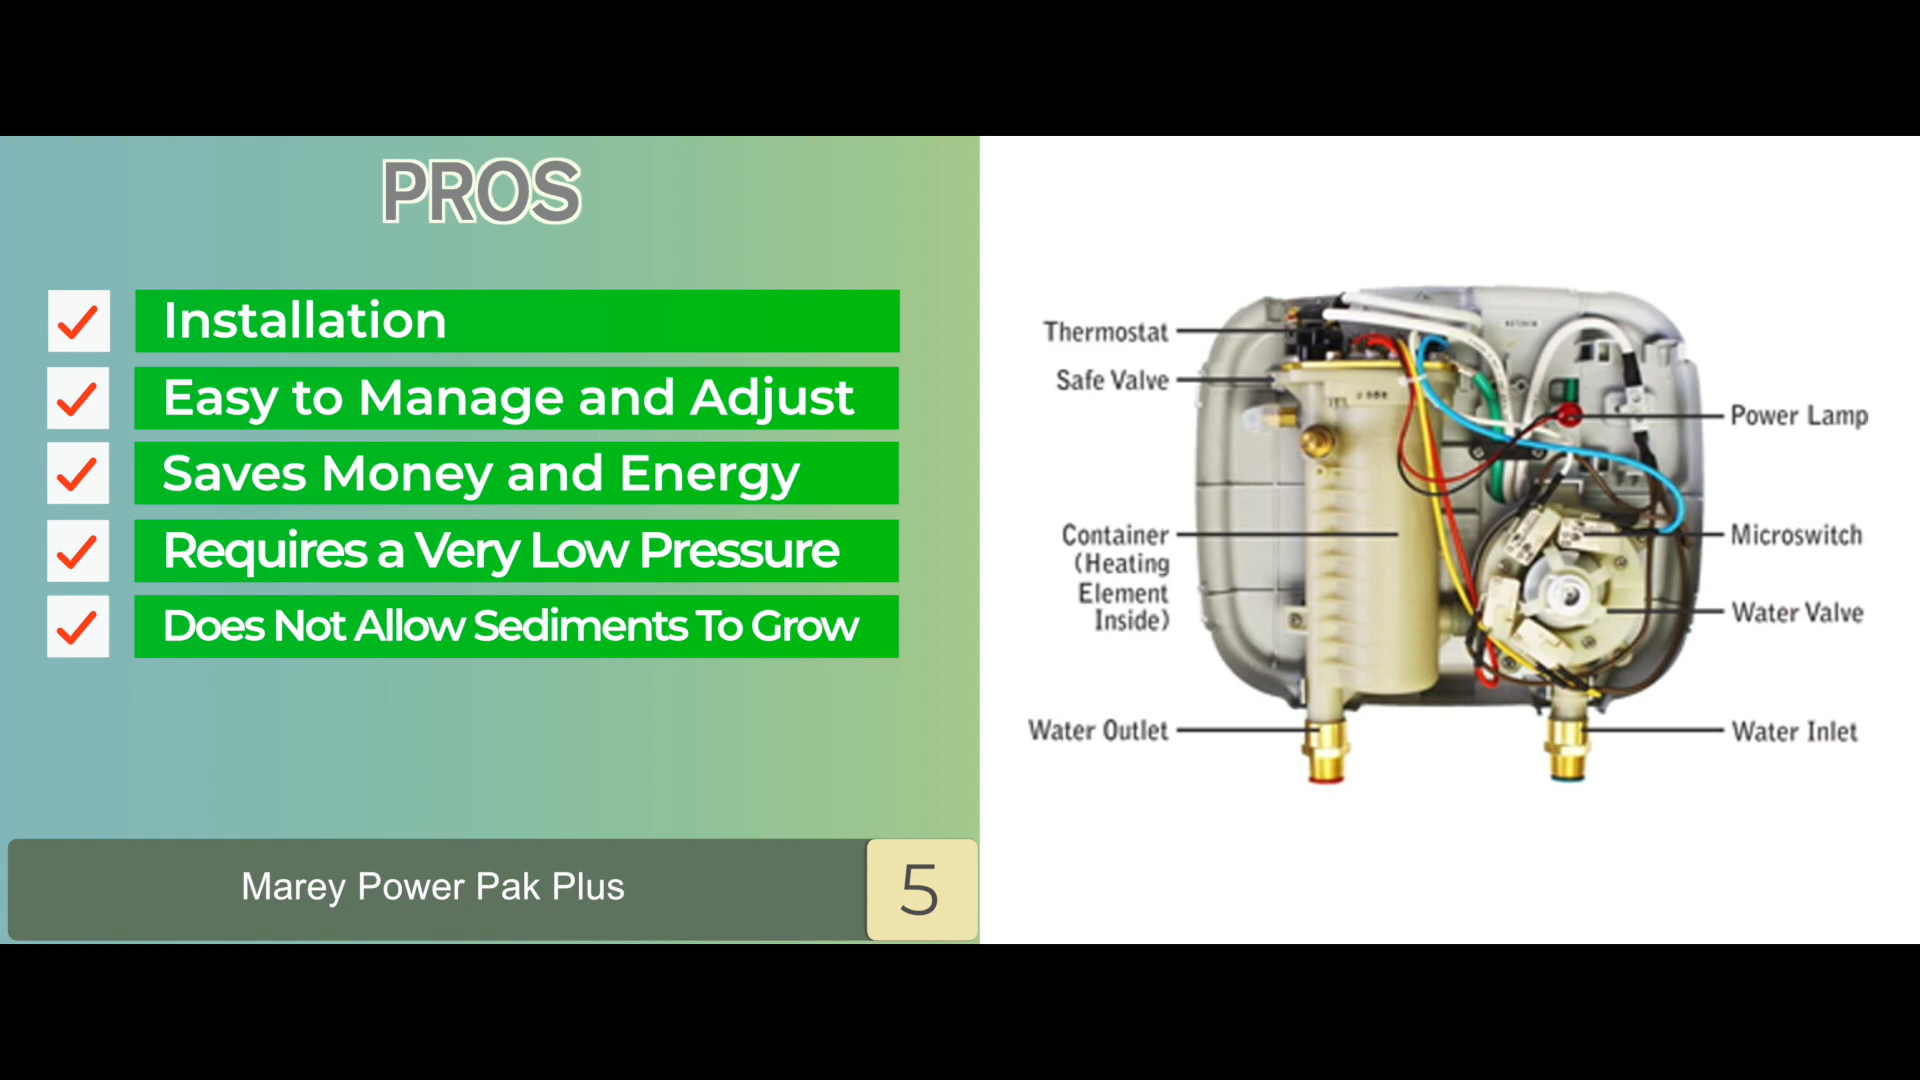 PROS
Installation
Easy to Manage and Adjust
Saves Money and Energy
Requires a Very Low Pressure
Does Not Allow Sediments To Grow
Marey Power Pak Plus
5
Thermostat
Safe Valve
Container
(Heating
Element
Inside)
Water Outlet
Power Lamp
Microswitch
Water Valve
Water Inlet